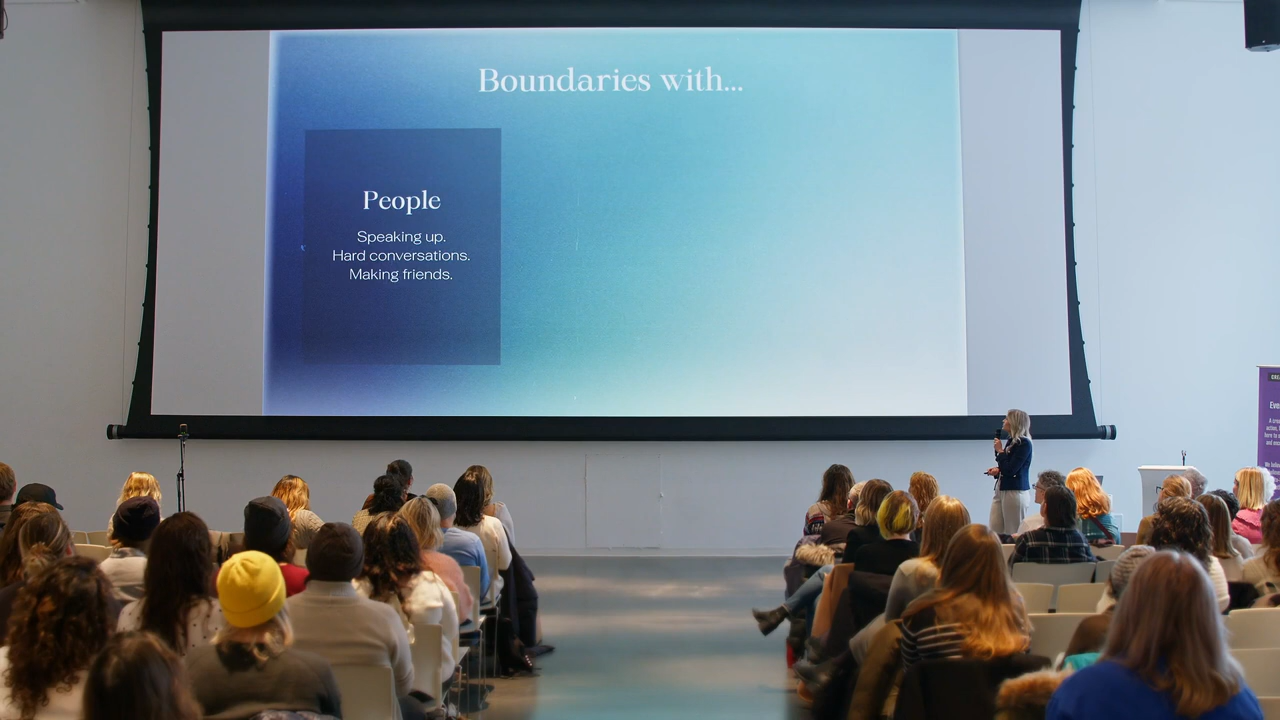 Boundaries with...
People
Speaking up.
Hard conversations.
Making friends.